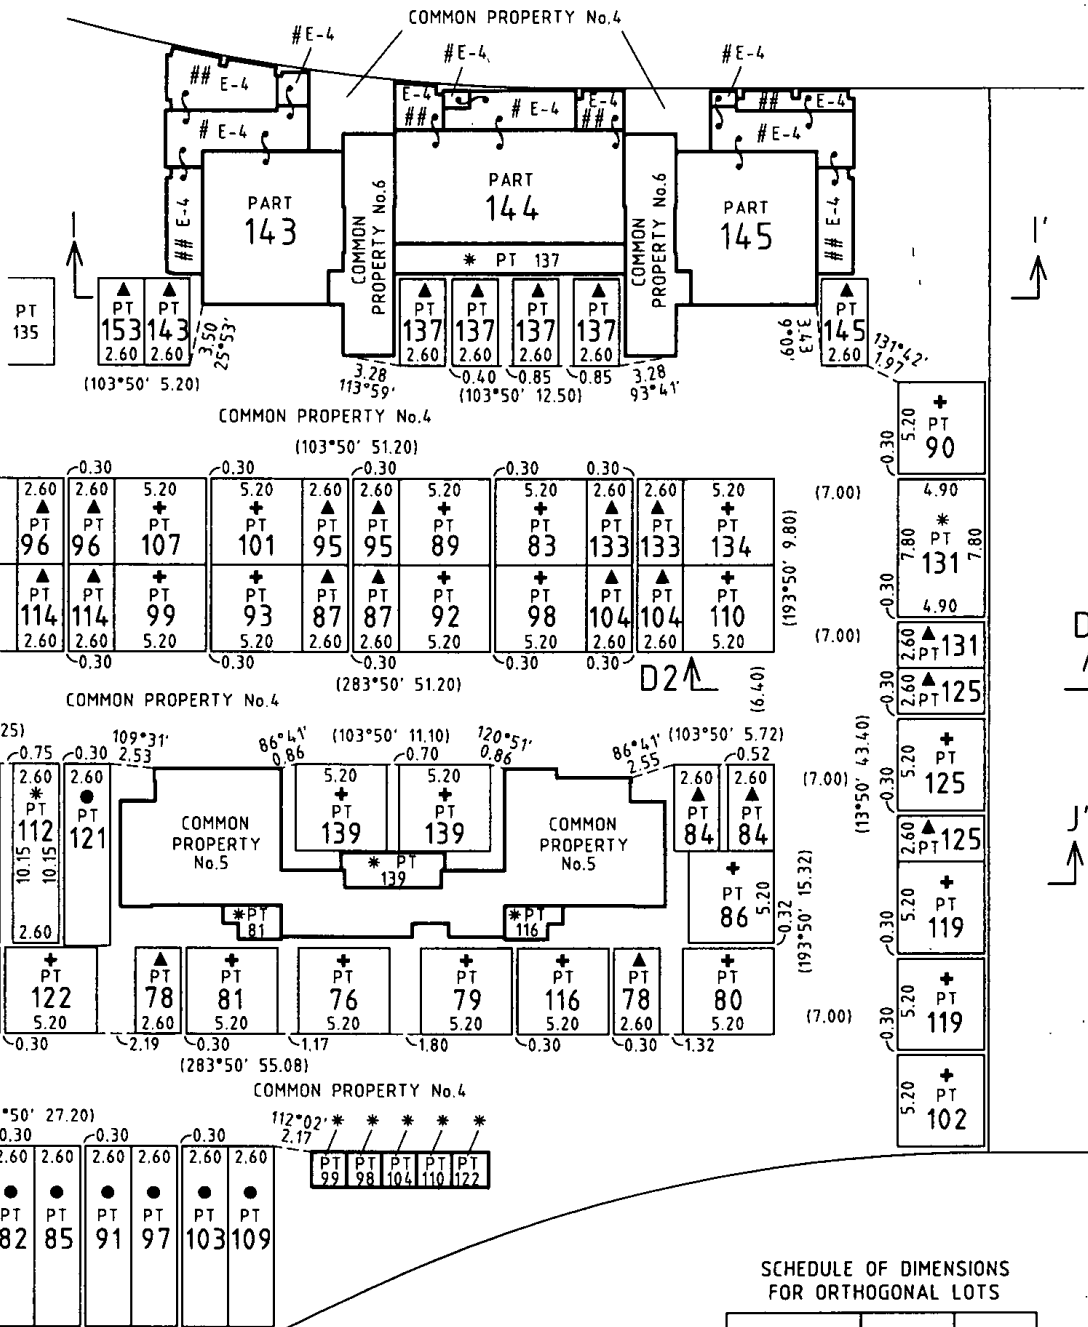 COMMON PROPERTY No.4
#E-4
#E-4
#E-4
## E-4
E-4
##
# E-4
E-4
##
## E-4
# E-4
#E-4
## E-4
PART
143
COMMON
PROPERTY No.6
PART
144
COMMON
PROPERTY No.6
PART
145
## E-4
I
I'
* PT 137
PT
135
▲ PT 153 2.60
▲ PT 143 2.60
3.50
25°53'
▲ PT 137 2.60
▲ PT 137 2.60
▲ PT 137 2.60
▲ PT 137 2.60
3.43
60°6'
▲ PT 145 2.60
131°42'
1.97
(103°50' 5.20)
3.28
113°59'
0.40
0.85
0.85
(103°50' 12.50)
3.28
93°41'
COMMON PROPERTY No.4
(103°50' 51.20)
0.30 0.30 0.30 0.30 0.30
2.60 2.60 5.20 5.20 2.60 2.60 5.20 5.20 2.60 2.60 5.20
▲ ▲ + + ▲ ▲ + + ▲ ▲ +
PT PT PT PT PT PT PT PT PT PT PT
96 96 107 101 95 95 89 83 133 133 134
▲ ▲ + + ▲ ▲ + + ▲ ▲ +
PT PT PT PT PT PT PT PT PT PT PT
114 114 99 93 87 87 92 98 104 104 110
2.60 2.60 5.20 5.20 2.60 2.60 5.20 5.20 2.60 2.60 5.20
0.30 0.30 0.30 0.30 0.30
(283°50' 51.20)
(7.00)
(193°50' 9.80)
(7.00)
D2
(6.40)
5.20 + PT 90
0.30
4.90
7.80 * PT 131 7.80
4.90
0.30
2.60 ▲ PT 131
2.60 ▲ PT 125
0.30
D
5.20 + PT 125
0.30
(13°50' 43.40)
2.60 ▲ PT 125
5.20 + PT 119
0.30
J'
5.20 + PT 119
0.30
5.20 + PT 102
COMMON PROPERTY No.4
25)
0.75
0.30
109°31'
2.53
86°41'
0.86
(103°50' 11.10)
0.70
120°51'
0.86
86°41'
2.55
(103°50' 5.72)
0.52
(7.00)
2.60 * PT 112
10.15 10.15
2.60
2.60 ● PT 121
COMMON
PROPERTY
No.5
5.20 + PT 139
5.20 + PT 139
* PT
139
COMMON
PROPERTY
No.5
2.60 ▲ PT 84
2.60 ▲ PT 84
+ PT 86 5.20
0.32
(193°50' 15.32)
*PT
81
*PT
116
+ ▲ + + + + ▲ +
PT PT PT PT PT PT PT PT
122 78 81 76 79 116 78 80
5.20 2.60 5.20 5.20 5.20 5.20 2.60 5.20
(7.00)
0.30 2.19 0.30 1.17 1.80 0.30 0.30 1.32
(283°50' 55.08)
COMMON PROPERTY No.4
°50' 27.20)
0.30 0.30 0.30
112°02'
2.17
* * * * *
PT PT PT PT PT
99 98 104 110 122
2.60 2.60 2.60 2.60 2.60 2.60
● ● ● ● ● ●
PT PT PT PT PT PT
82 85 91 97 103 109
SCHEDULE OF DIMENSIONS
FOR ORTHOGONAL LOTS